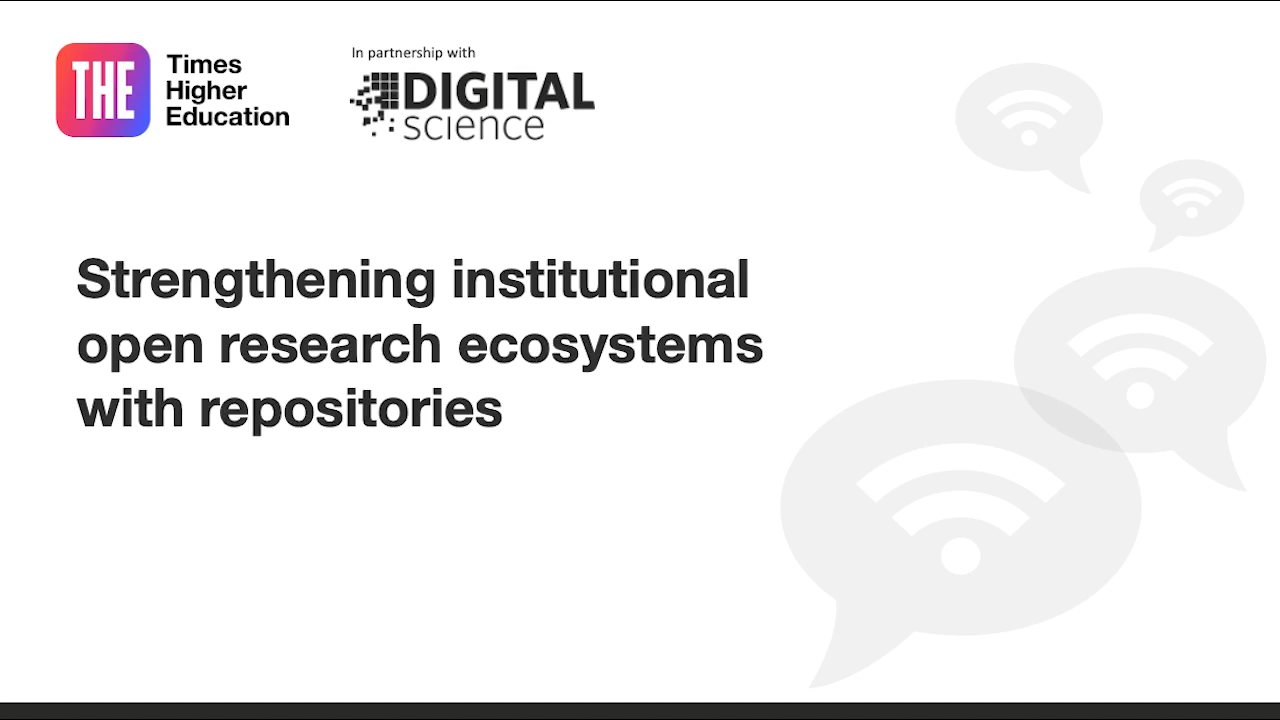 THE
Times
Higher
Education
In partnership with
DIGITAL
science
Strengthening institutional
open research ecosystems
with repositories